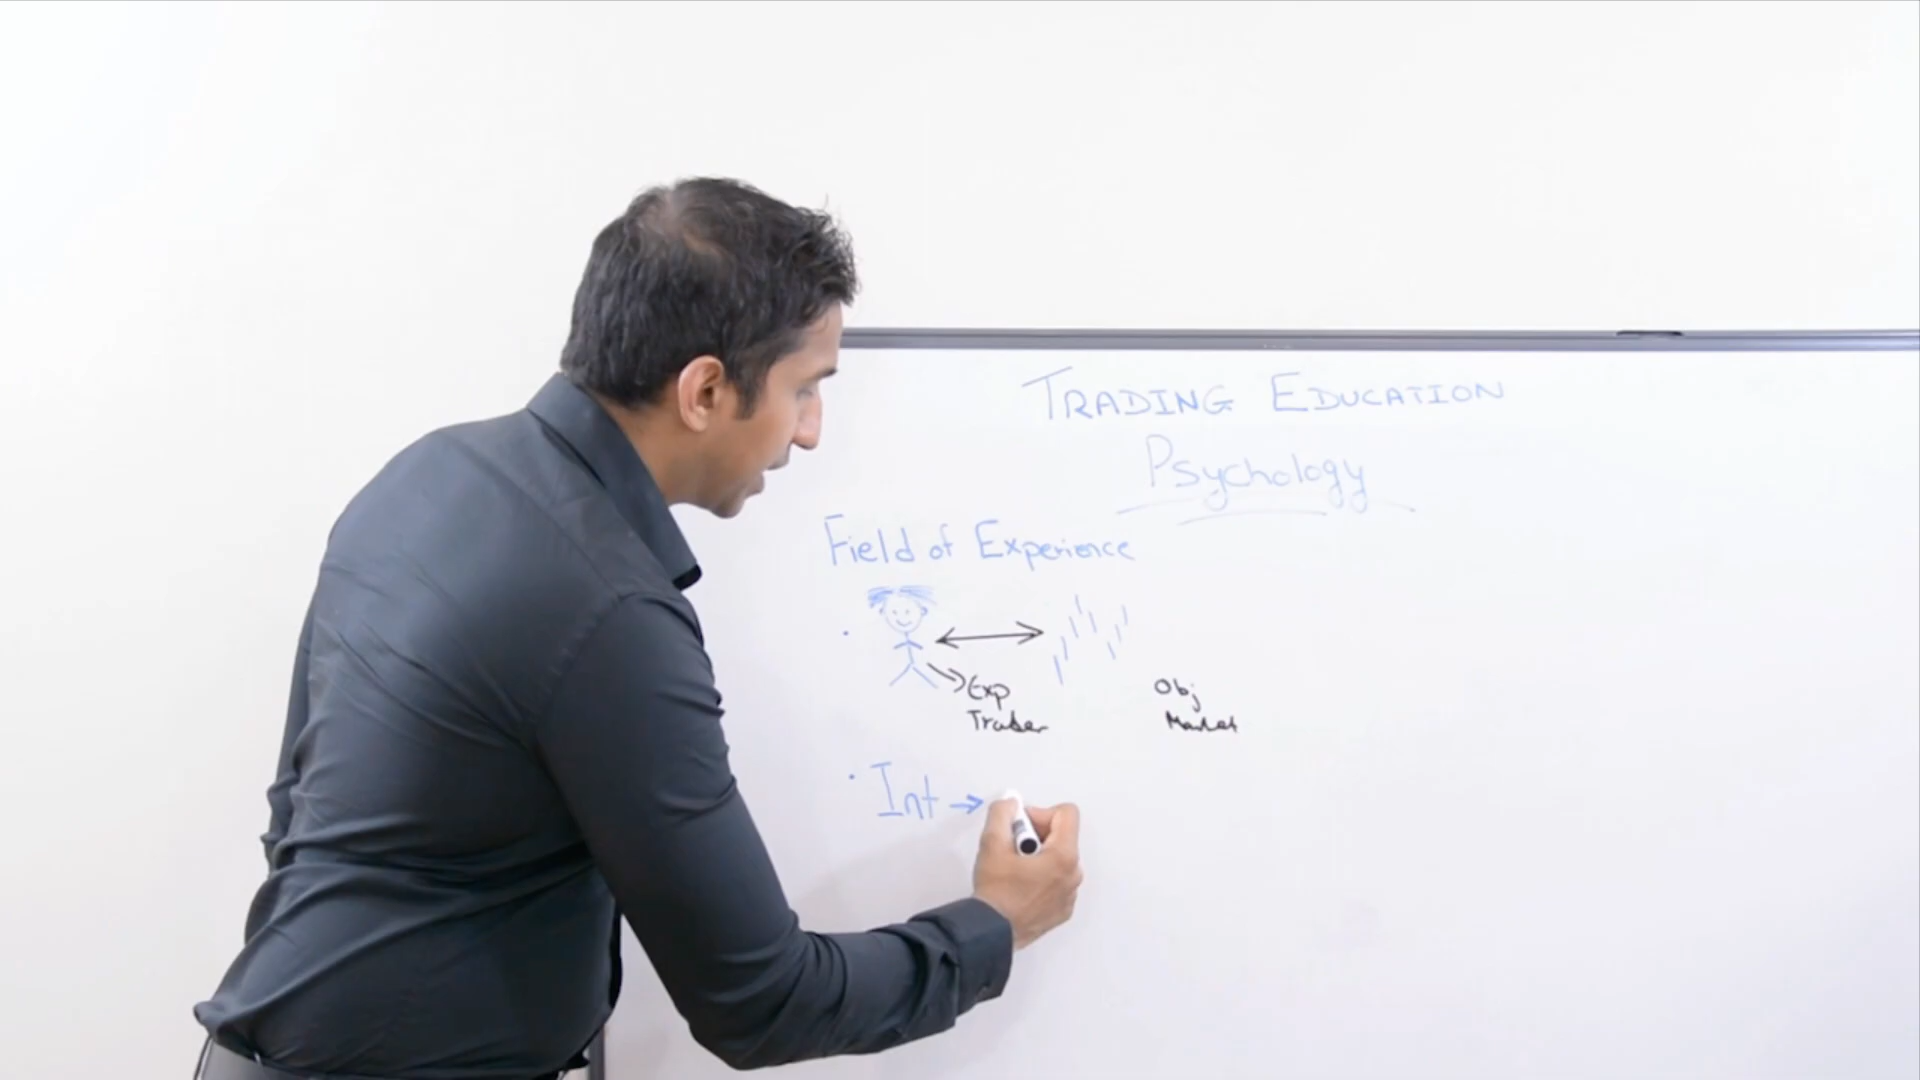 TRADING EDUCATION
Psychology
Field of Experience
Exp
Trader
Obj
Market
Int →